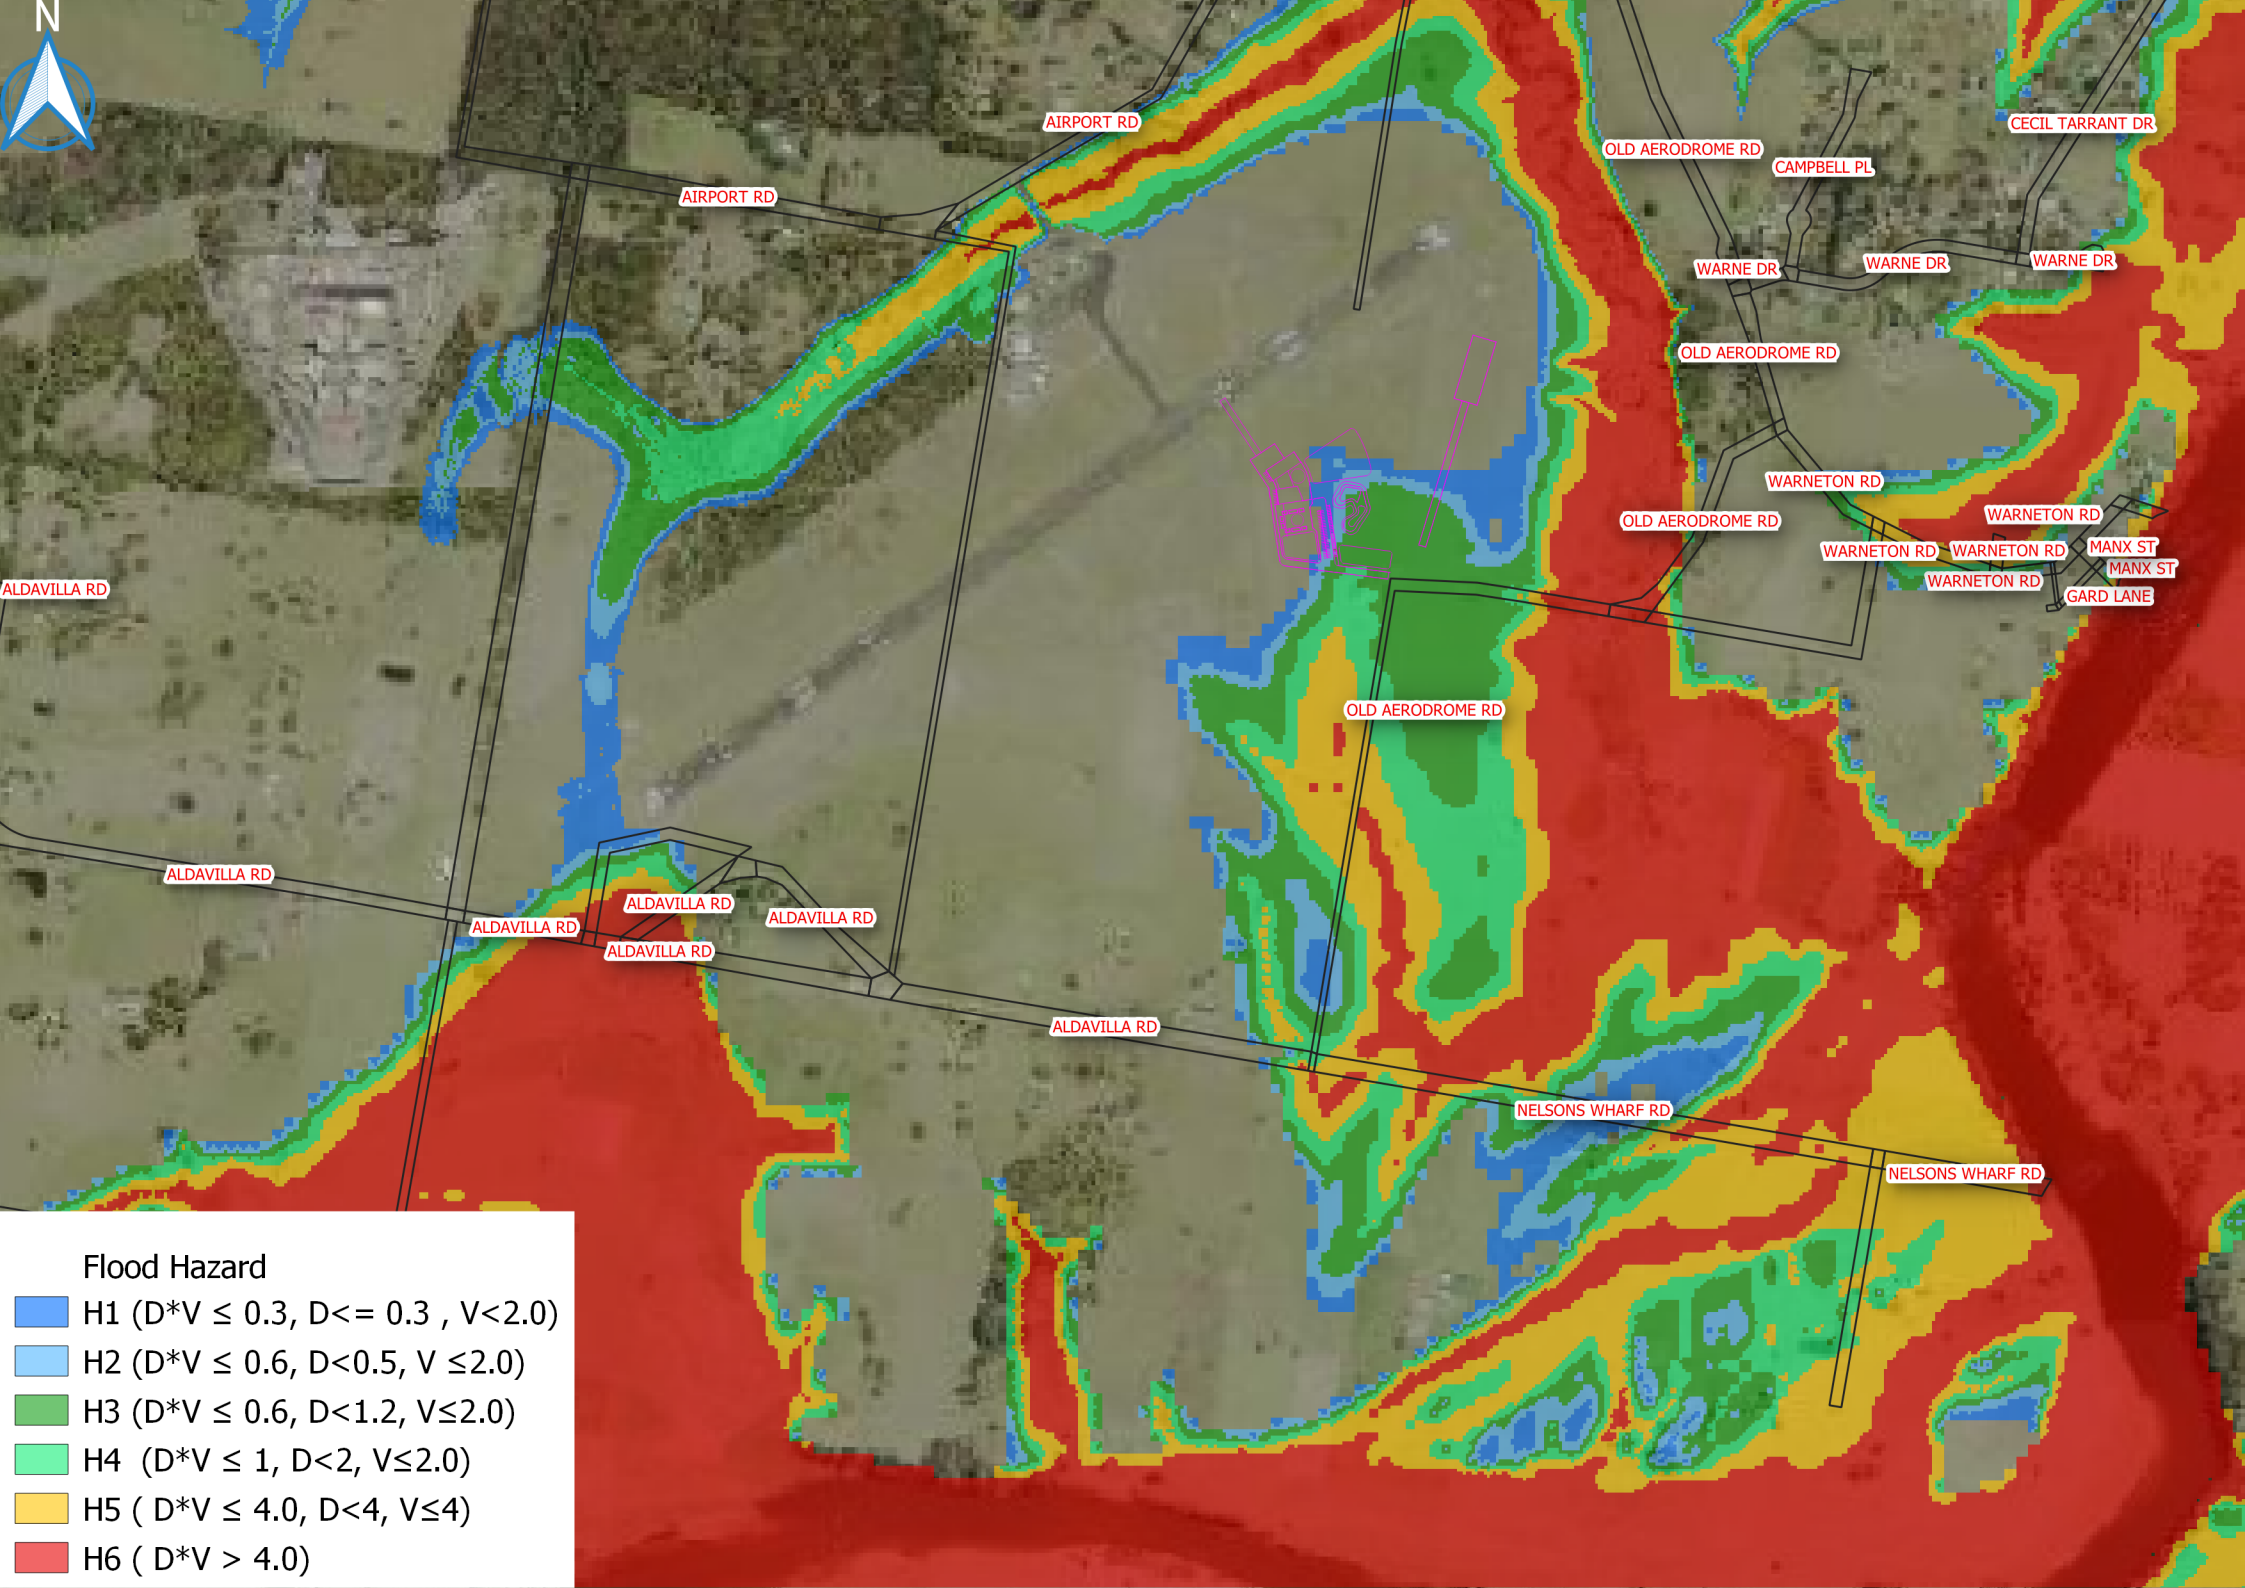 N
AIRPORT RD
CECIL TARRANT DR
OLD AERODROME RD
CAMPBELL PL
AIRPORT RD
WARNE DR
WARNE DR
WARNE DR
OLD AERODROME RD
WARNETON RD
WARNETON RD
OLD AERODROME RD
WARNETON RD
WARNETON RD
MANX ST
MANX ST
WARNETON RD
GARD LANE
ALDAVILLA RD
OLD AERODROME RD
ALDAVILLA RD
ALDAVILLA RD
ALDAVILLA RD
ALDAVILLA RD
ALDAVILLA RD
ALDAVILLA RD
NELSONS WHARF RD
NELSONS WHARF RD
Flood Hazard
H1 (D*V ≤ 0.3, D<= 0.3 , V<2.0)
H2 (D*V ≤ 0.6, D<0.5, V ≤2.0)
H3 (D*V ≤ 0.6, D<1.2, V≤2.0)
H4  (D*V ≤ 1, D<2, V≤2.0)
H5 ( D*V ≤ 4.0, D<4, V≤4)
H6 ( D*V > 4.0)